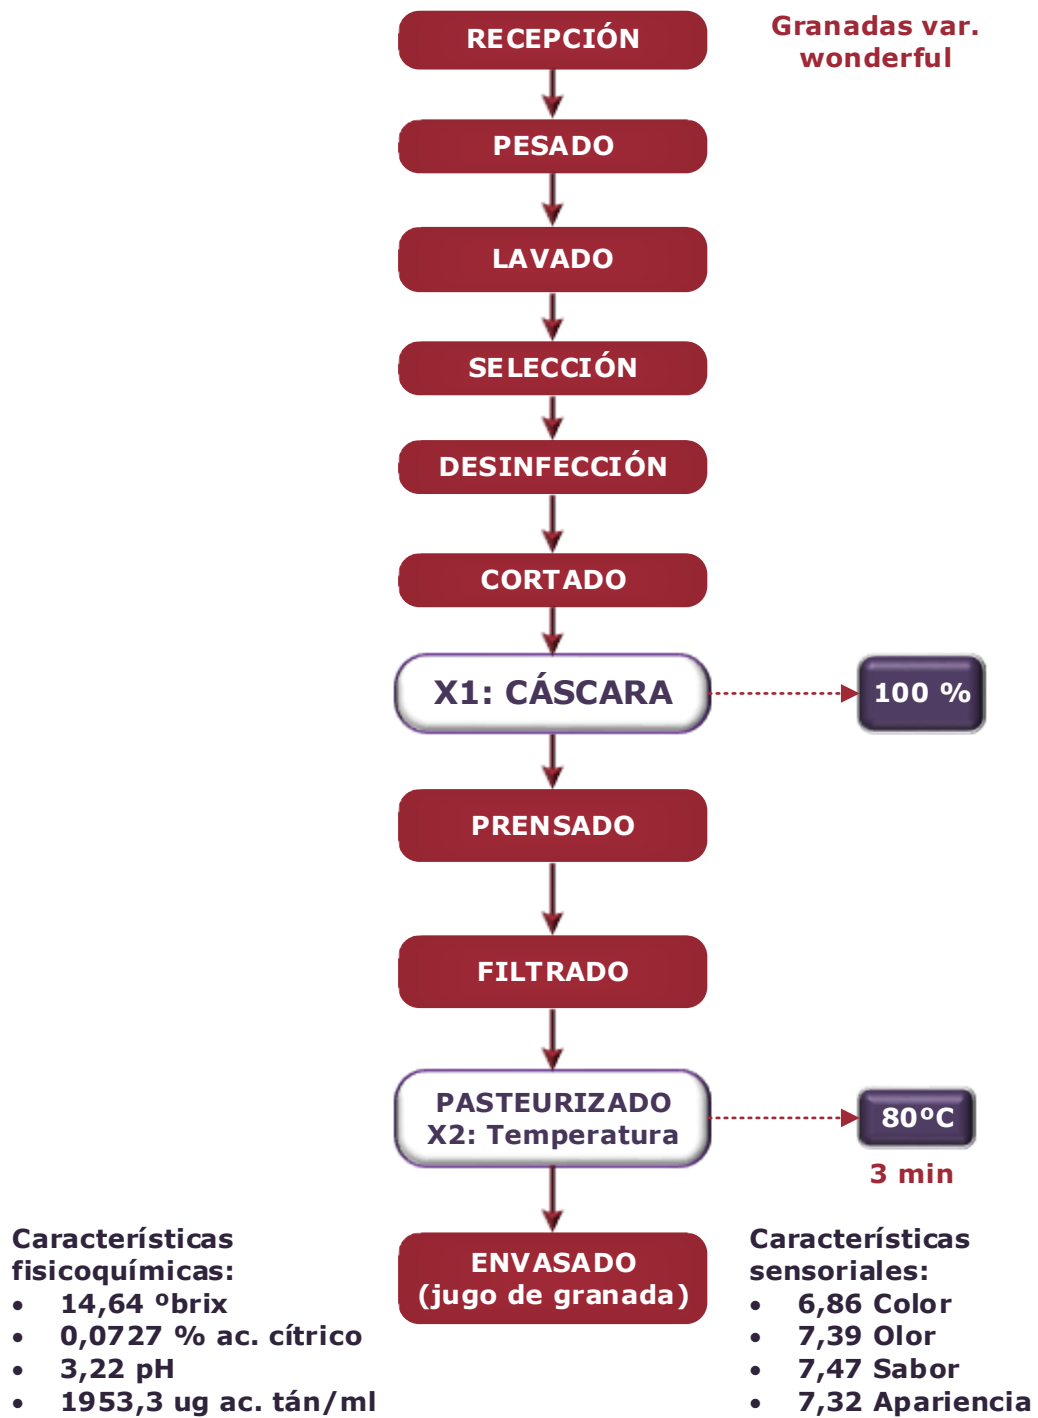 RECEPCIÓN
Granadas var.
wonderful
PESADO
LAVADO
SELECCIÓN
DESINFECCIÓN
CORTADO
X1: CÁSCARA
100 %
PRENSADO
FILTRADO
PASTEURIZADO
X2: Temperatura
80ºC
3 min
ENVASADO
(jugo de granada)
Características
fisicoquímicas:
• 14,64 ºbrix
• 0,0727 % ac. cítrico
• 3,22 pH
• 1953,3 ug ac. tán/ml
Características
sensoriales:
• 6,86 Color
• 7,39 Olor
• 7,47 Sabor
• 7,32 Apariencia